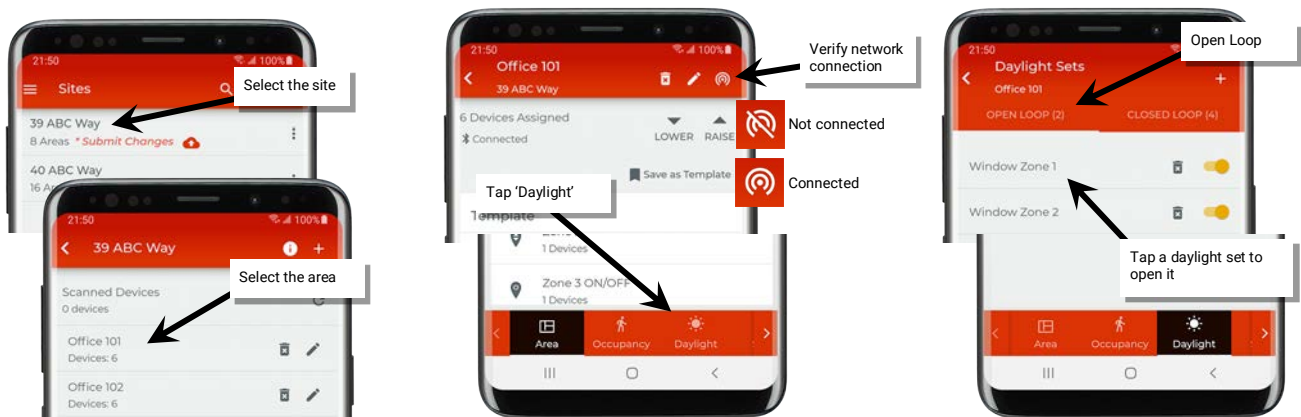 21:50
100%
Sites
Select the site
39 ABC Way
8 Areas * Submit Changes
40 ABC Way
21:50
100%
39 ABC Way
Select the area
Scanned Devices
0 devices
Office 101
Devices: 6
Office 102
Devices: 6
21:50
100%
Office 101
39 ABC Way
Verify network
connection
6 Devices Assigned
Connected
LOWER RAISE
Not connected
Connected
Save as Template
Tap ‘Daylight’
Template
1 Devices
Zone 3 ON/OFF
1 Devices
Area Occupancy Daylight
21:50
100%
Open Loop
Daylight Sets
Office 101
OPEN LOOP (2) CLOSED LOOP (4)
Window Zone 1
Window Zone 2
Tap a daylight set to
open it
Area Occupancy Daylight